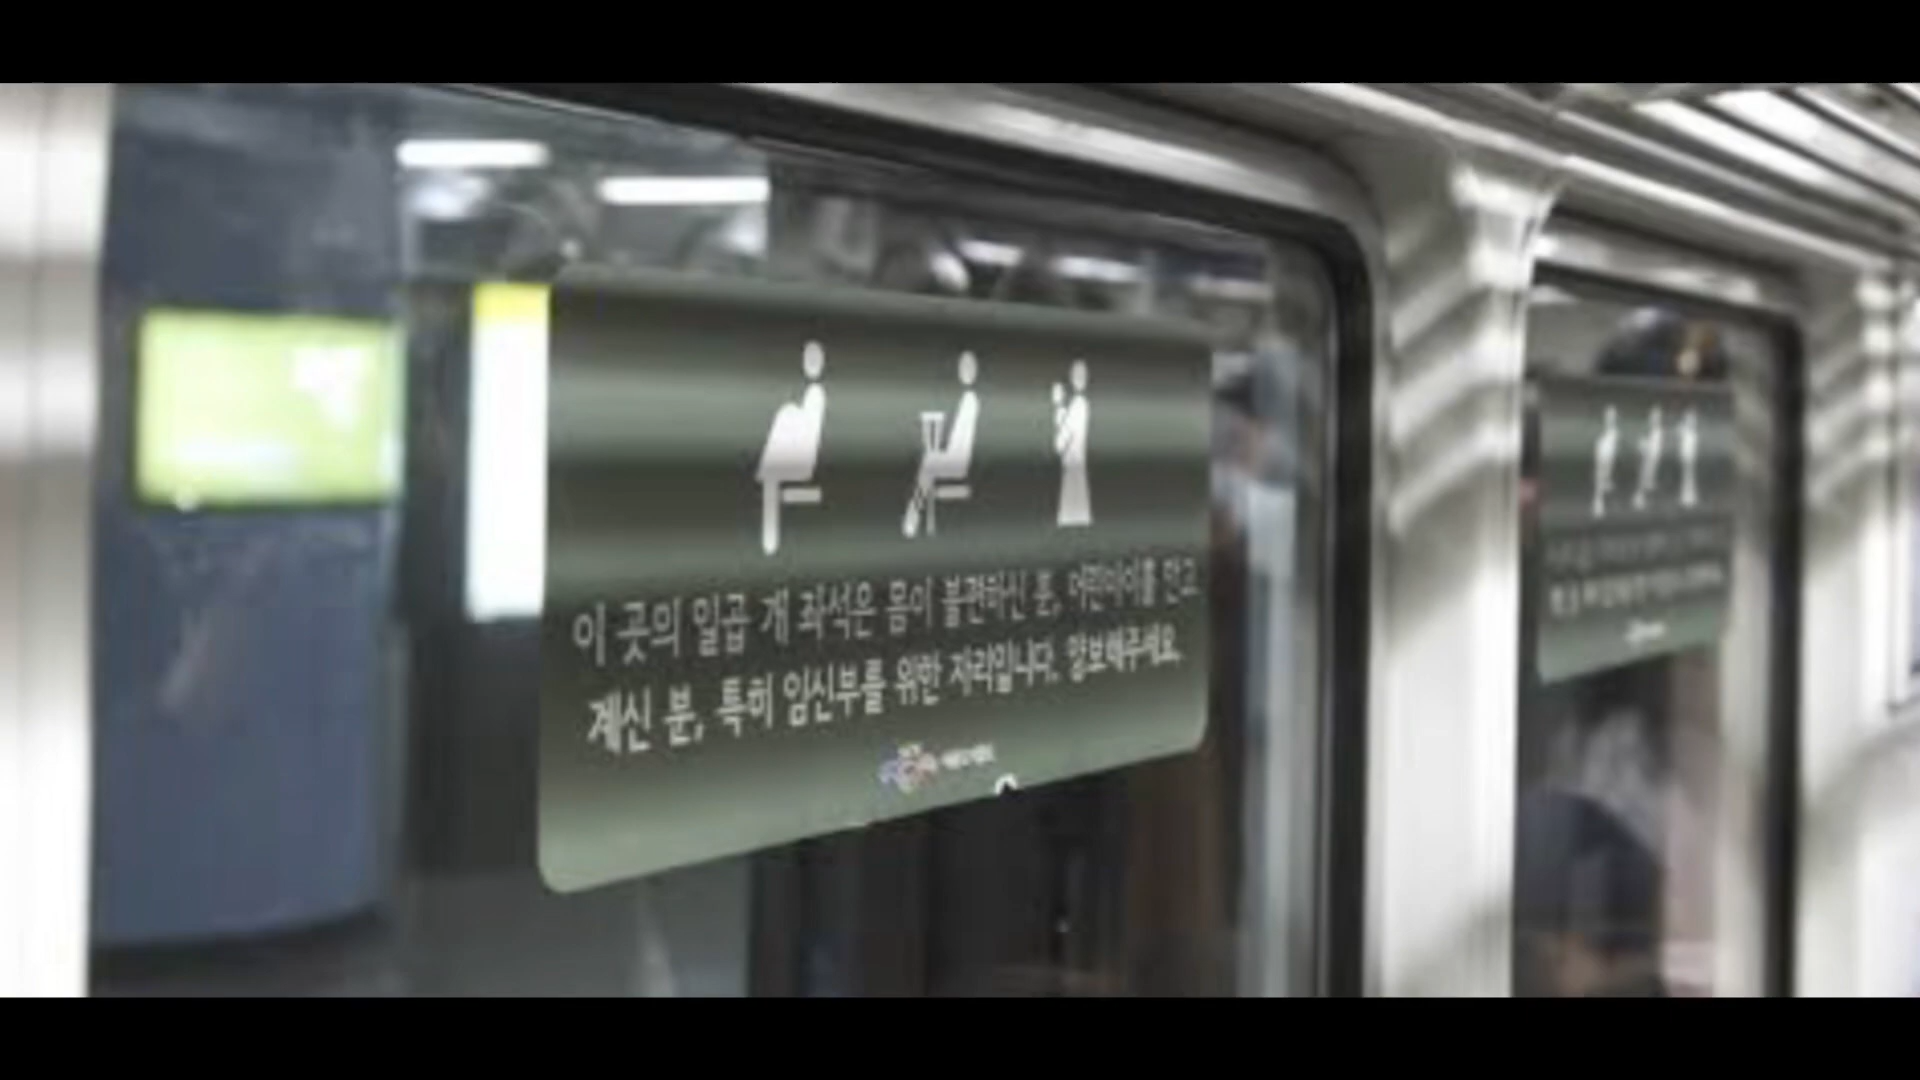 이 곳의 일곱 개 좌석은 몸이 불편하신 분, 어린아이를 안고
계신 분, 특히 임신부를 위한 자리입니다. 양보해주세요.